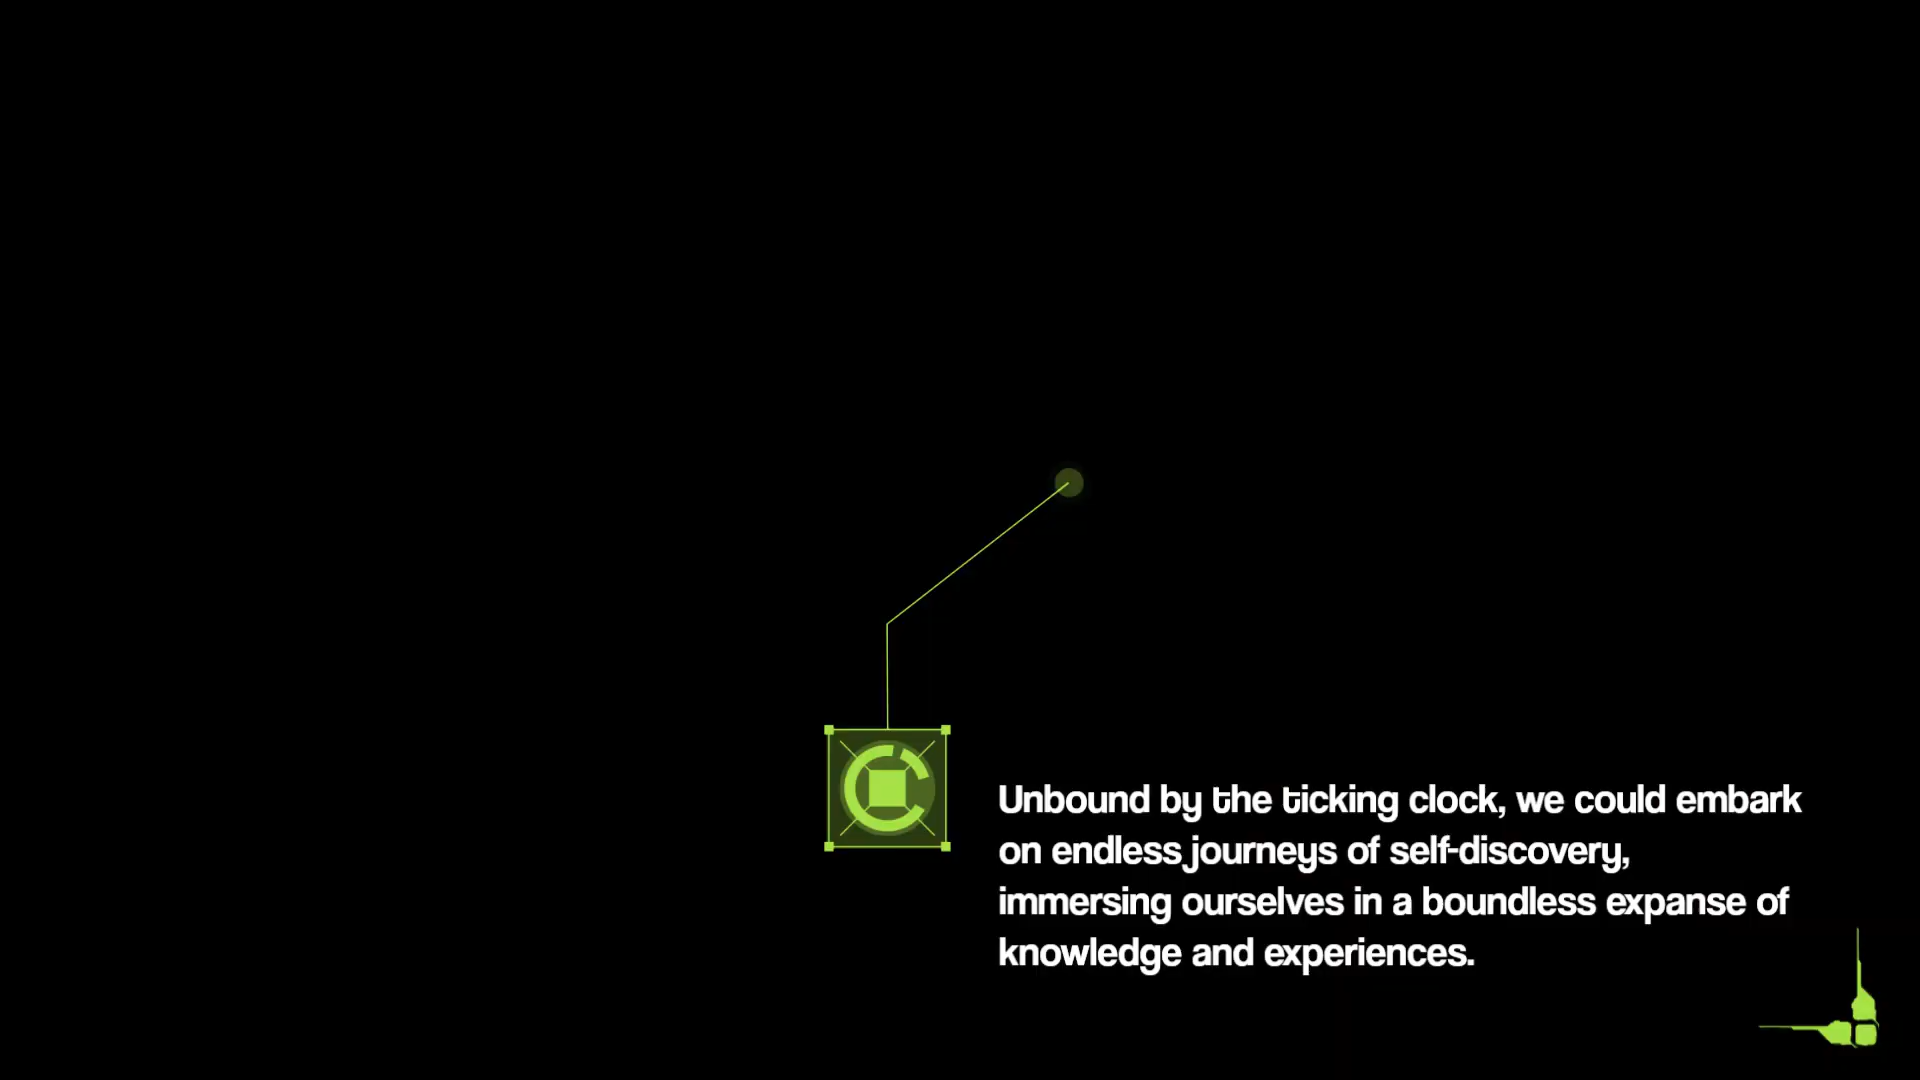 Unbound by the ticking clock, we could embark
on endless journeys of self-discovery,
immersing ourselves in a boundless expanse of
knowledge and experiences.